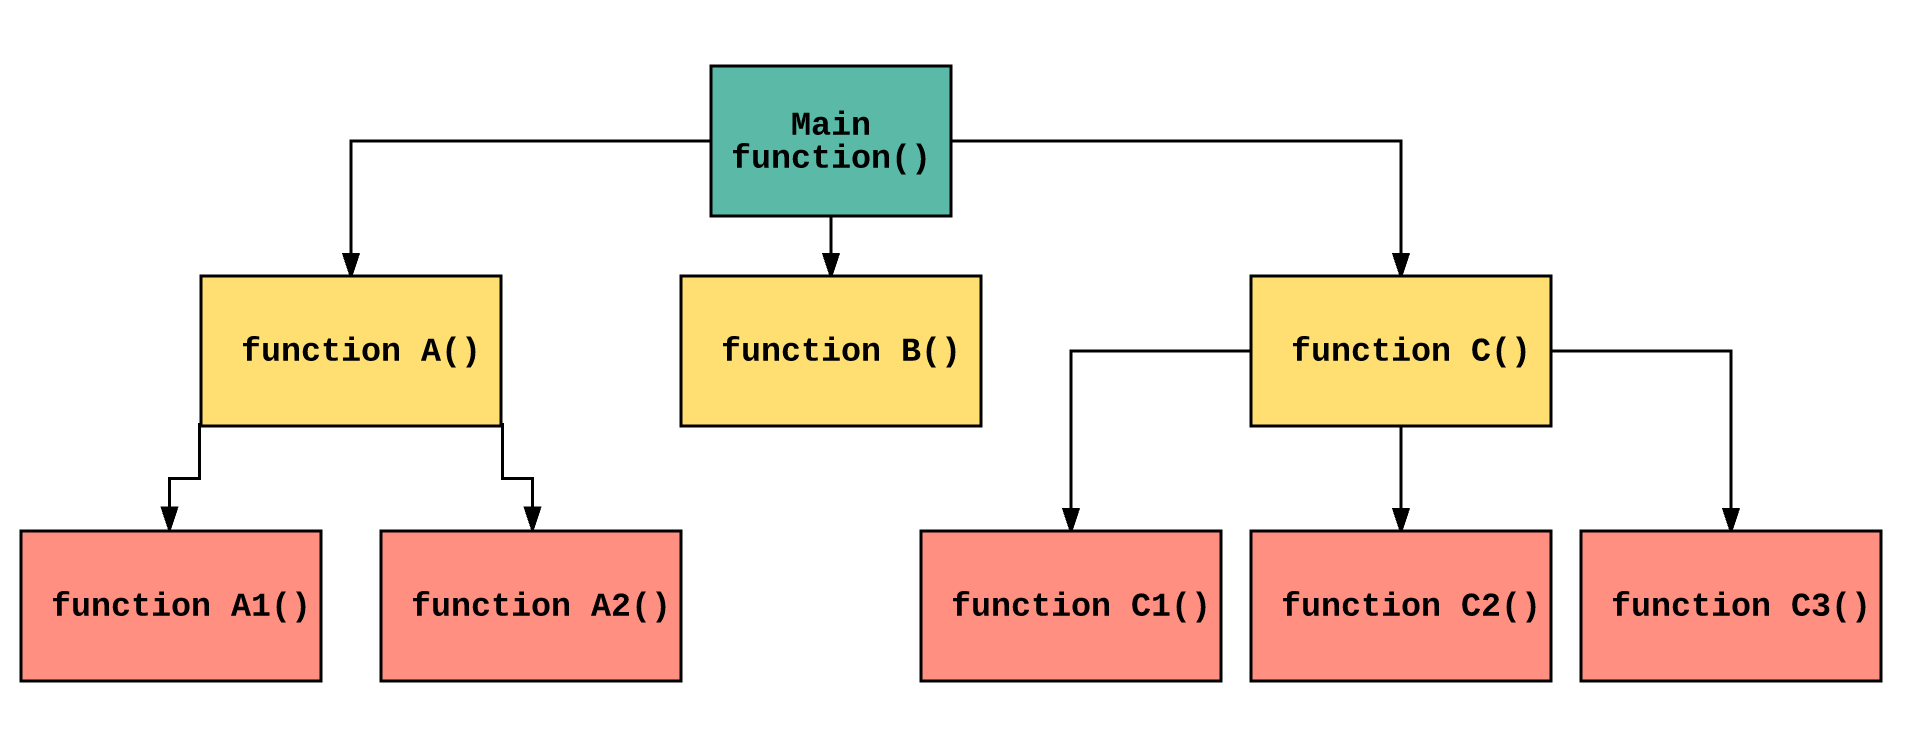 Main
function()
function A()
function B()
function C()
function A1()
function A2()
function C1()
function C2()
function C3()